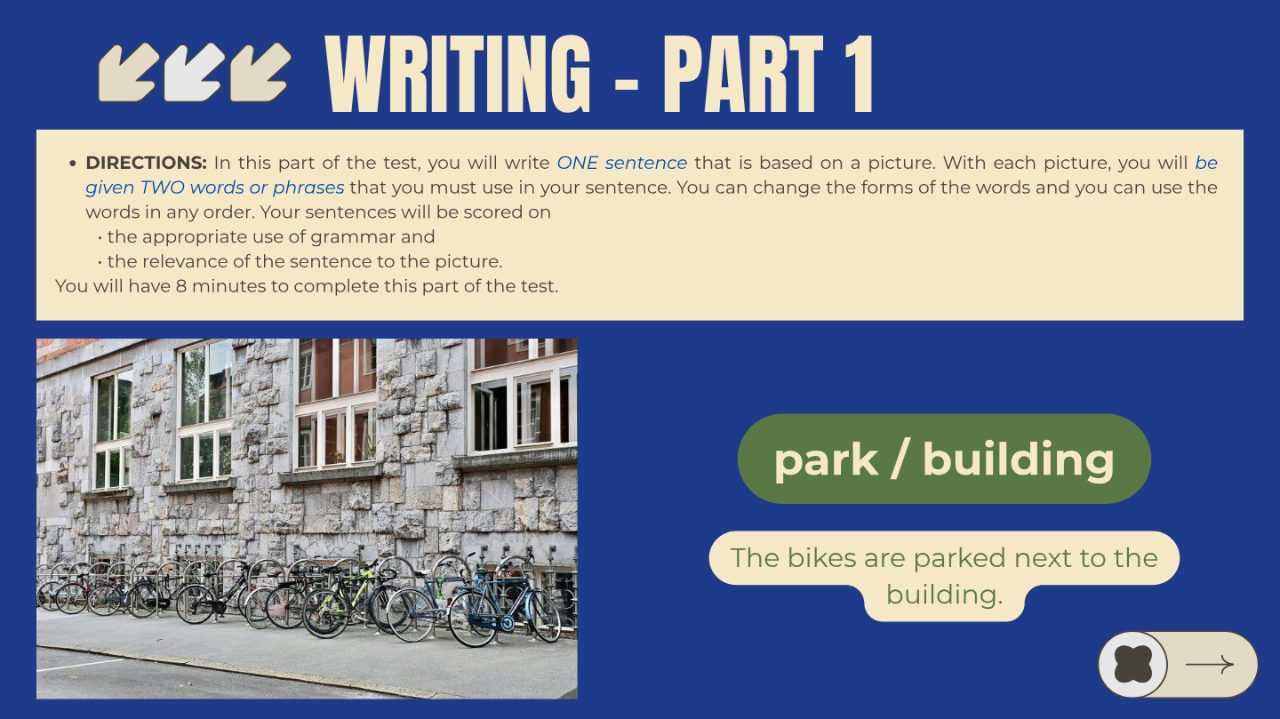 WRITING - PART 1
• DIRECTIONS: In this part of the test, you will write ONE sentence that is based on a picture. With each picture, you will be
given TWO words or phrases that you must use in your sentence. You can change the forms of the words and you can use the
words in any order. Your sentences will be scored on
• the appropriate use of grammar and
• the relevance of the sentence to the picture.
You will have 8 minutes to complete this part of the test.
park / building
The bikes are parked next to the
building.